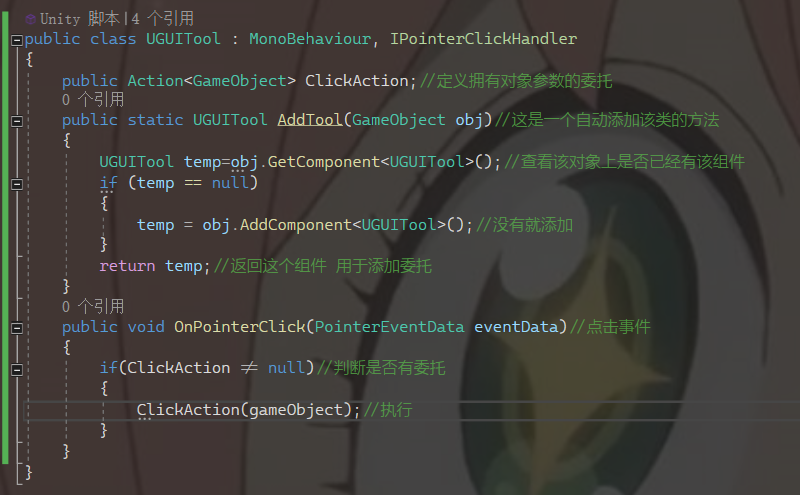 Unity 脚本|4 个引用
public class UGUITool : MonoBehaviour, IPointerClickHandler
{
public Action<GameObject> ClickAction;//定义拥有对象参数的委托
0 个引用
public static UGUITool AddTool(GameObject obj)//这是一个自动添加该类的方法
{
UGUITool temp=obj.GetComponent<UGUITool>();//查看该对象上是否已经有该组件
if (temp == null)
{
temp = obj.AddComponent<UGUITool>();//没有就添加
}
return temp;//返回这个组件 用于添加委托
}
0 个引用
public void OnPointerClick(PointerEventData eventData)//点击事件
{
if(ClickAction ≠ null)//判断是否有委托
{
ClickAction(gameObject);//执行
}
}
}